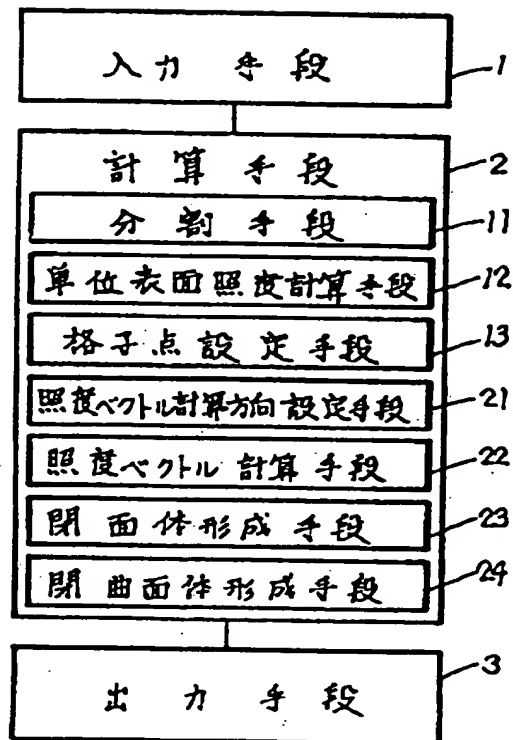 入力手段 1
計算手段 2
分割手段 11
単位表面照度計算手段 12
格子点設定手段 13
照度ベクトル計算方向設定手段 21
照度ベクトル計算手段 22
閉面体形成手段 23
閉曲面体形成手段 24
出力手段 3